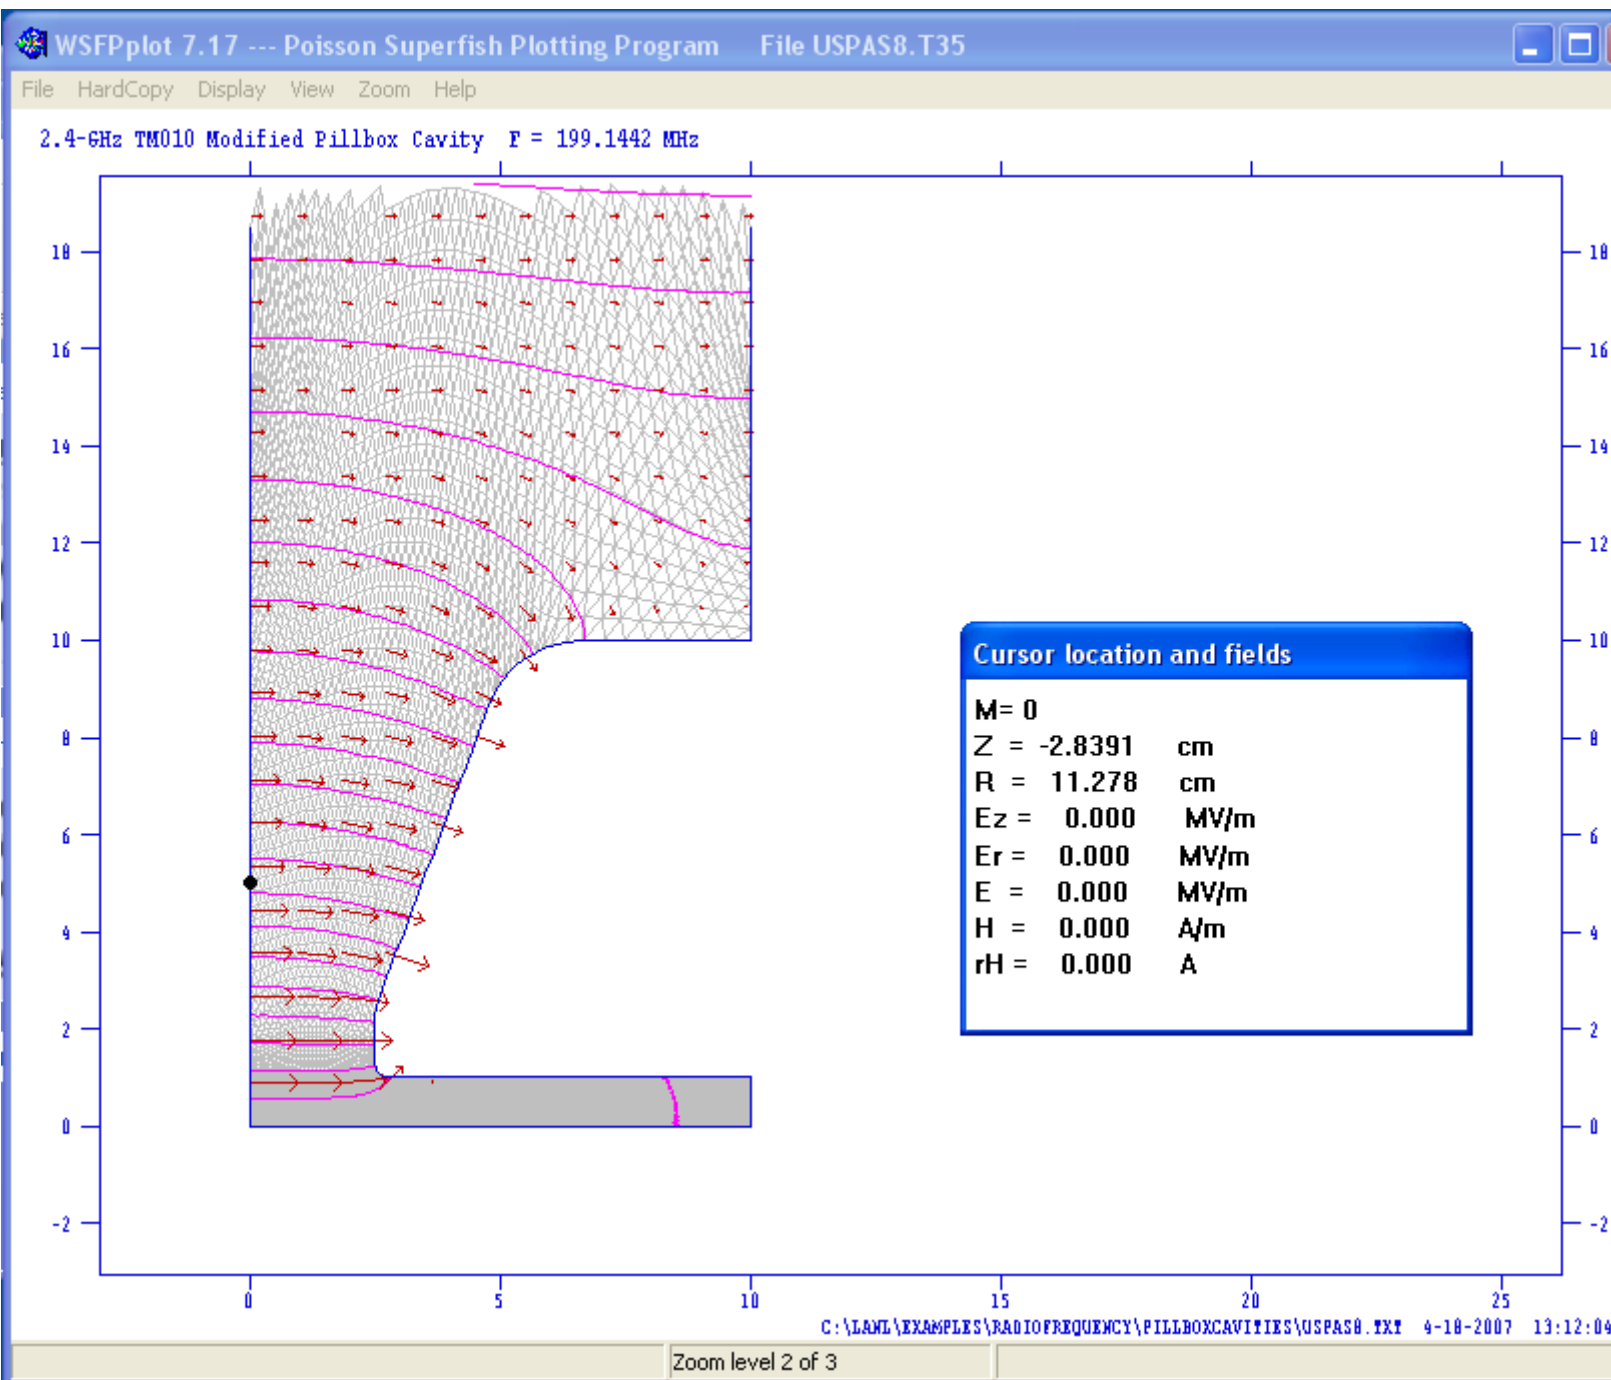 WSFPplot 7.17 --- Poisson Superfish Plotting Program File USPAS8.T35
File HardCopy Display View Zoom Help
2.4-GHz TM010 Modified Pillbox Cavity F = 199.1442 MHz
18 18
16 16
14 14
12 12
10 10
8 8
6 6
4 4
2 2
0 0
-2 -2
Cursor location and fields
M= 0
Z = -2.8391 cm
R = 11.278 cm
Ez = 0.000 MV/m
Er = 0.000 MV/m
E = 0.000 MV/m
H = 0.000 A/m
rH = 0.000 A
0 5 10 15 20 25
C:\LANL\EXAMPLES\RADIOFREQUENCY\PILLBOXCAVITIES\USPAS8.TXT 4-18-2007 13:12:04
Zoom level 2 of 3